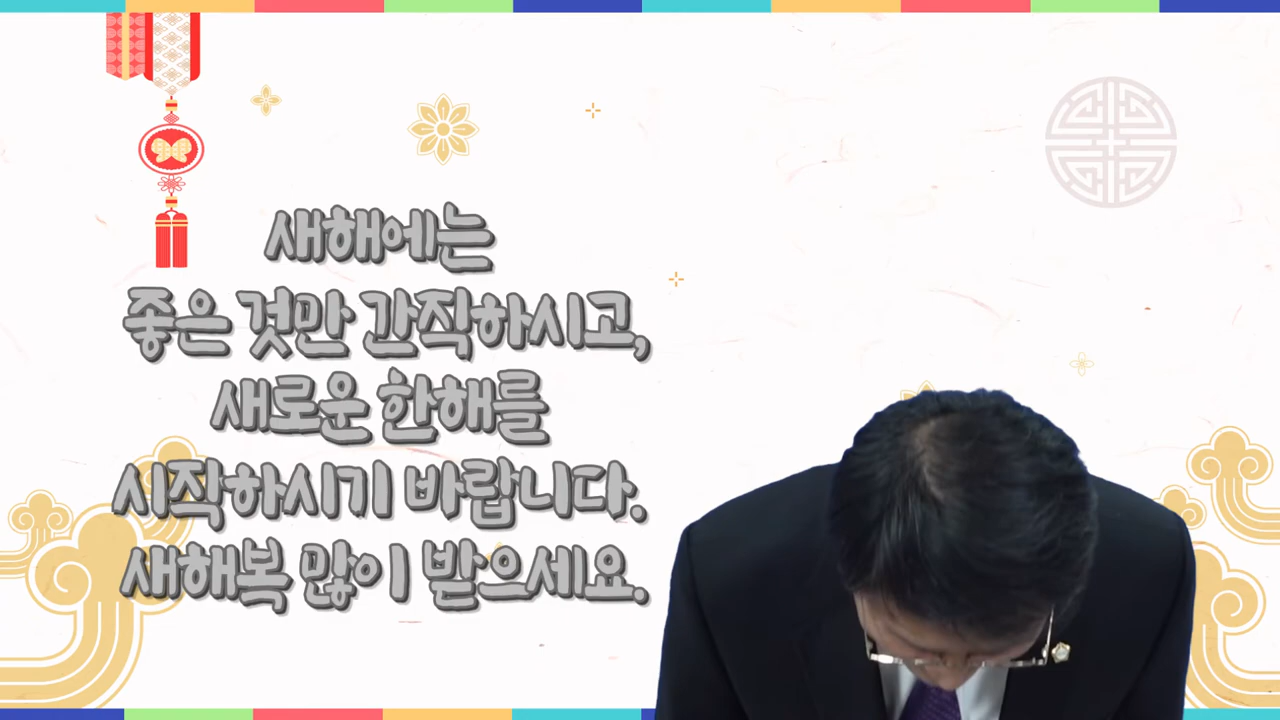 새해에는
좋은 것만 간직하시고,
새로운 한해를
시작하시기 바랍니다.
새해복 많이 받으세요.